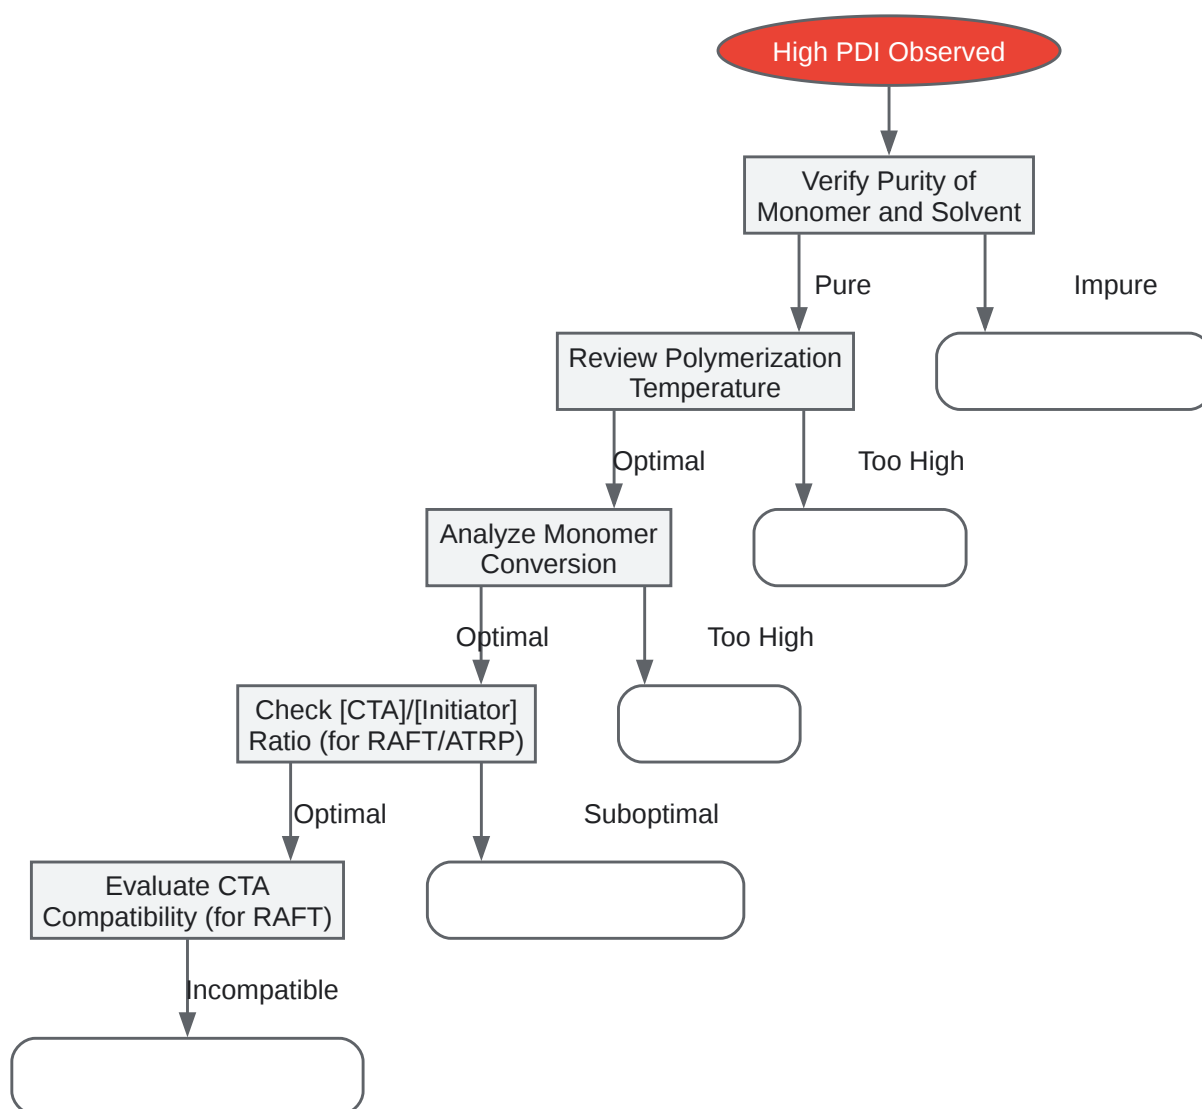 High PDI Observed
Verify Purity of
Monomer and Solvent
Pure
Impure
Review Polymerization
Temperature
Optimal
Too High
Analyze Monomer
Conversion
Optimal
Too High
Check [CTA]/[Initiator]
Ratio (for RAFT/ATRP)
Optimal
Suboptimal
Evaluate CTA
Compatibility (for RAFT)
Incompatible